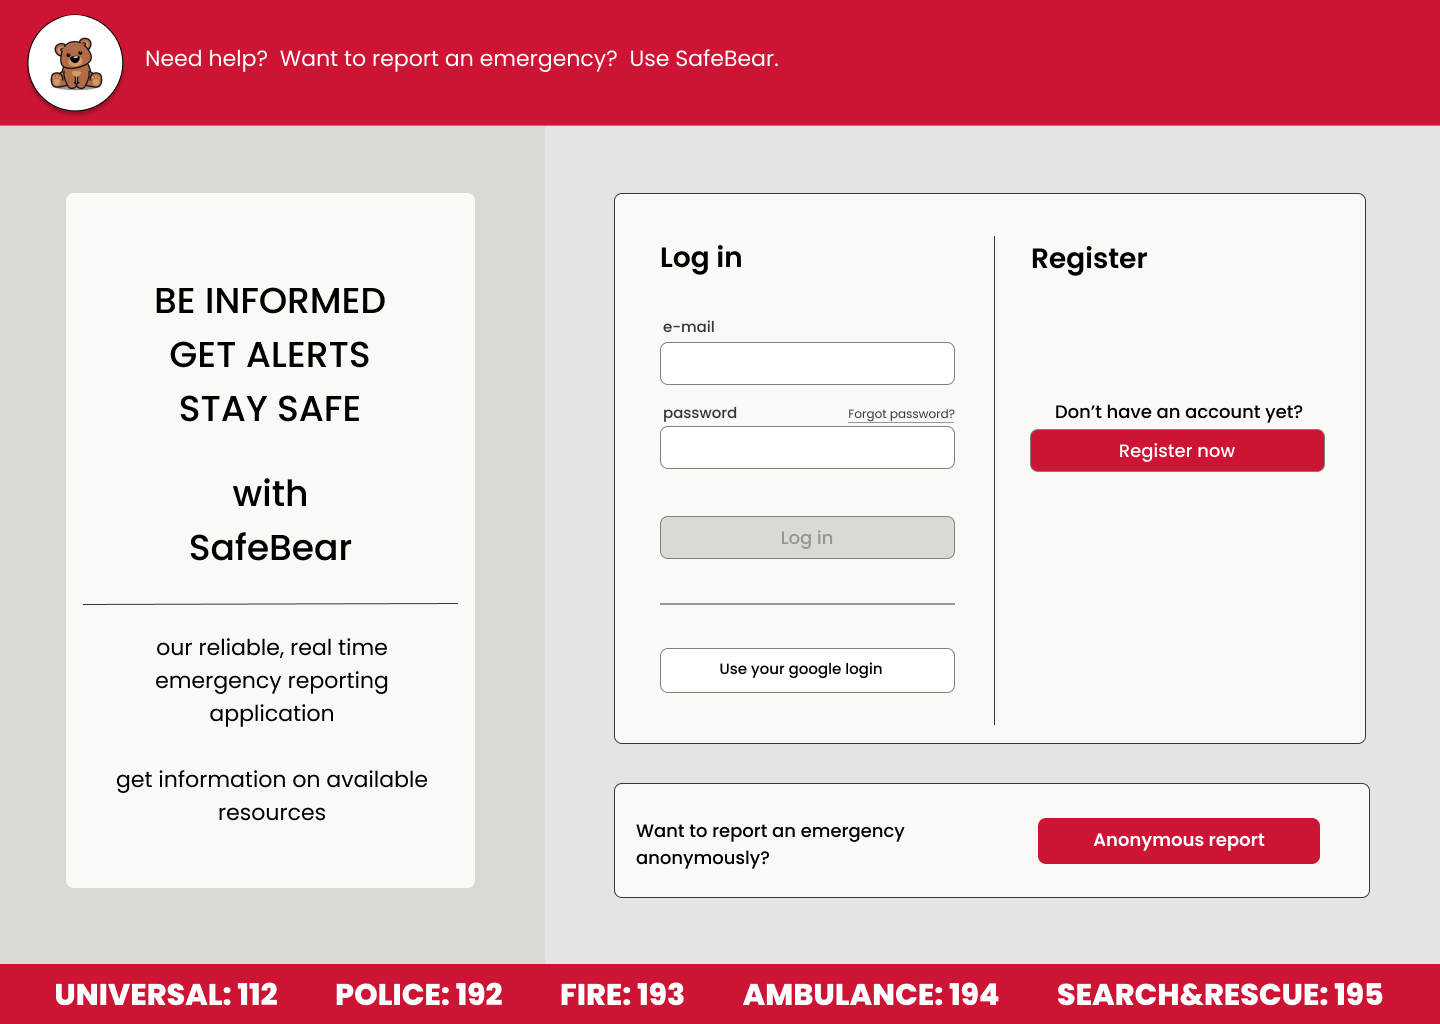 Need help?  Want to report an emergency?  Use SafeBear.
BE INFORMED
GET ALERTS
STAY SAFE
with
SafeBear
our reliable, real time
emergency reporting
application
get information on available
resources
Log in
e-mail
password
Forgot password?
Log in
Use your google login
Register
Don’t have an account yet?
Register now
Want to report an emergency
anonymously?
Anonymous report
UNIVERSAL: 112
POLICE: 192
FIRE: 193
AMBULANCE: 194
SEARCH&RESCUE: 195